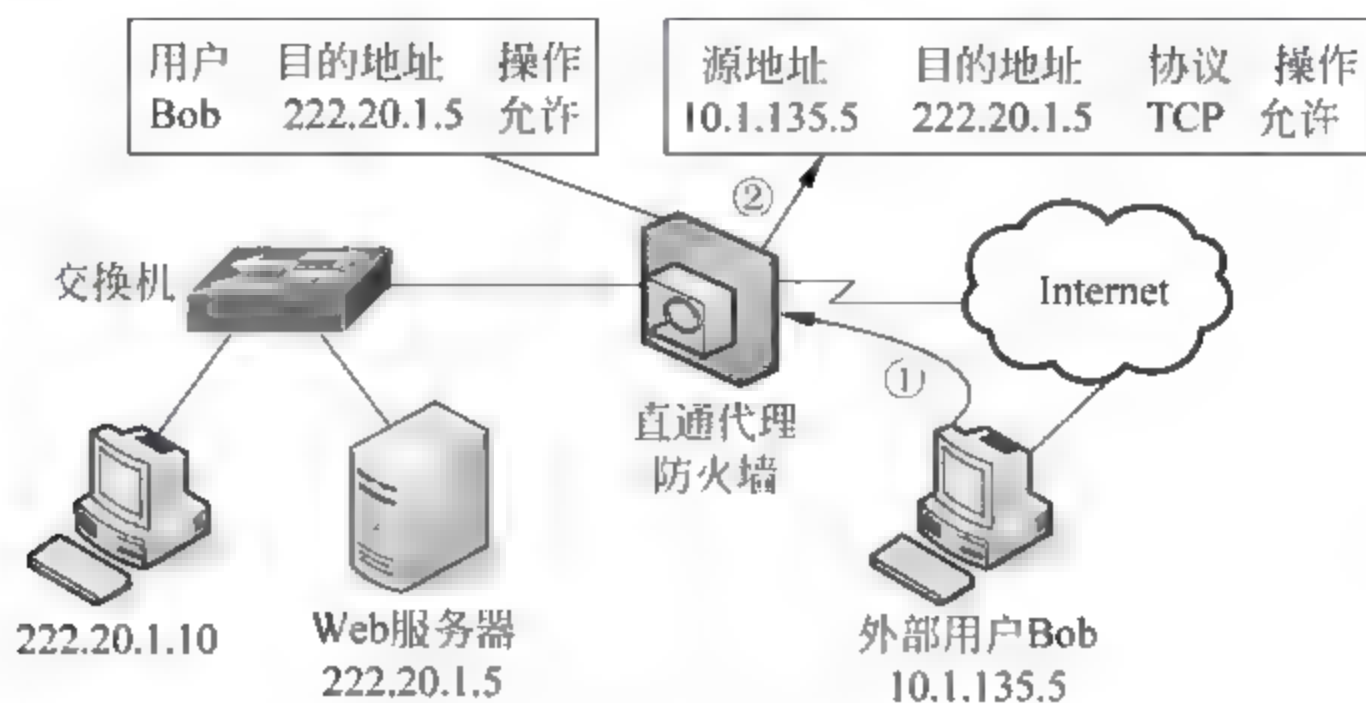 用户 目的地址 操作
Bob 222.20.1.5 允许
源地址 目的地址 协议 操作
10.1.135.5 222.20.1.5 TCP 允许
②
交换机
Internet
①
直通代理
防火墙
222.20.1.10
Web服务器
222.20.1.5
外部用户Bob
10.1.135.5